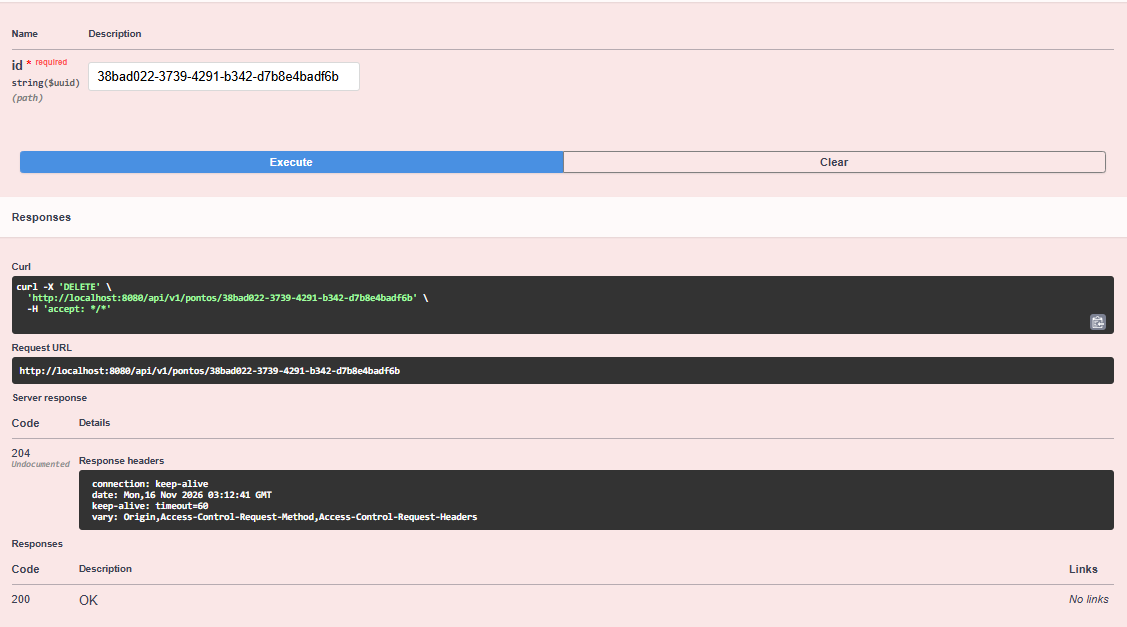 Name Description
id * required
38bad022-3739-4291-b342-d7b8e4badf6b
string($uuid)
(path)
Execute Clear
Responses
Curl
curl -X 'DELETE' \
'http://localhost:8080/api/v1/pontos/38bad022-3739-4291-b342-d7b8e4badf6b' \
-H 'accept: */*'
Request URL
http://localhost:8080/api/v1/pontos/38bad022-3739-4291-b342-d7b8e4badf6b
Server response
Code Details
204
Undocumented
Response headers
connection: keep-alive
date: Mon,16 Nov 2026 03:12:41 GMT
keep-alive: timeout=60
vary: Origin,Access-Control-Request-Method,Access-Control-Request-Headers
Responses
Code Description Links
200 OK No links